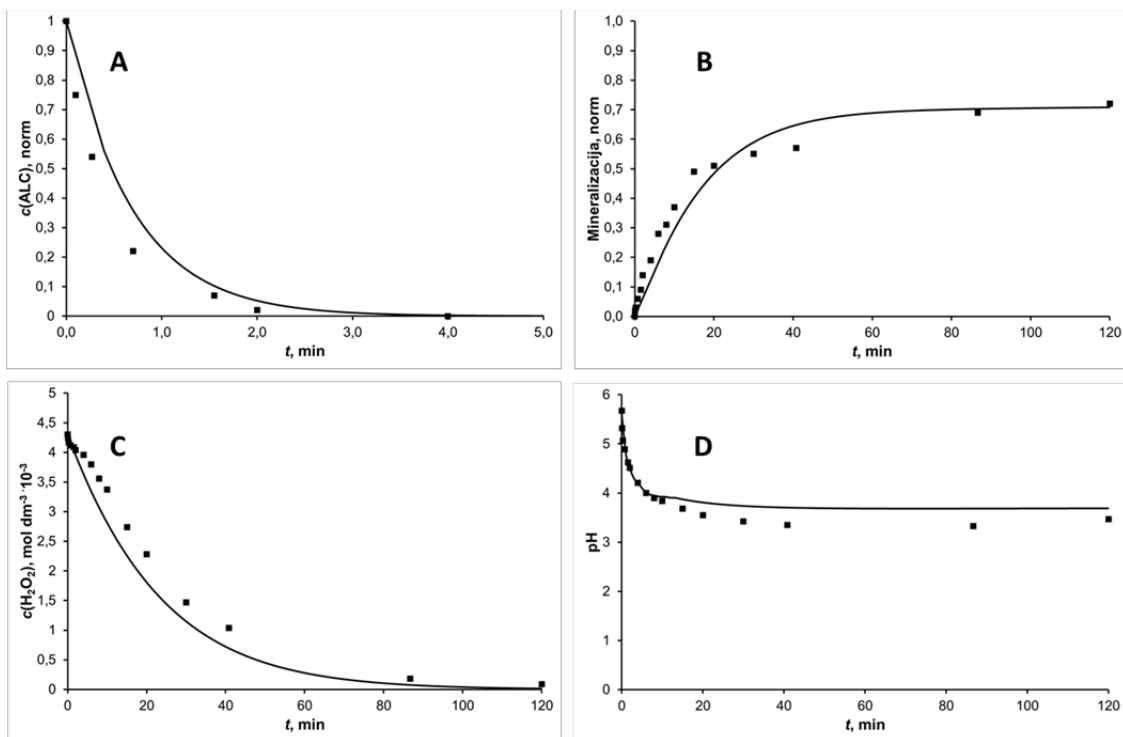 1
0,9
0,8
0,7
0,6
0,5
0,4
0,3
0,2
0,1
0
A
c(ALC), norm
0,0 1,0 2,0 3,0 4,0 5,0
t, min
1,0
0,9
0,8
0,7
0,6
0,5
0,4
0,3
0,2
0,1
0,0
B
Mineralizacija, norm
0 20 40 60 80 100 120
t, min
5
4,5
4
3,5
3
2,5
2
1,5
1
0,5
0
C
c(H₂O₂), mol dm⁻³ ·10⁻³
0 20 40 60 80 100 120
t, min
6
5
4
3
2
1
0
D
pH
0 20 40 60 80 100 120
t, min